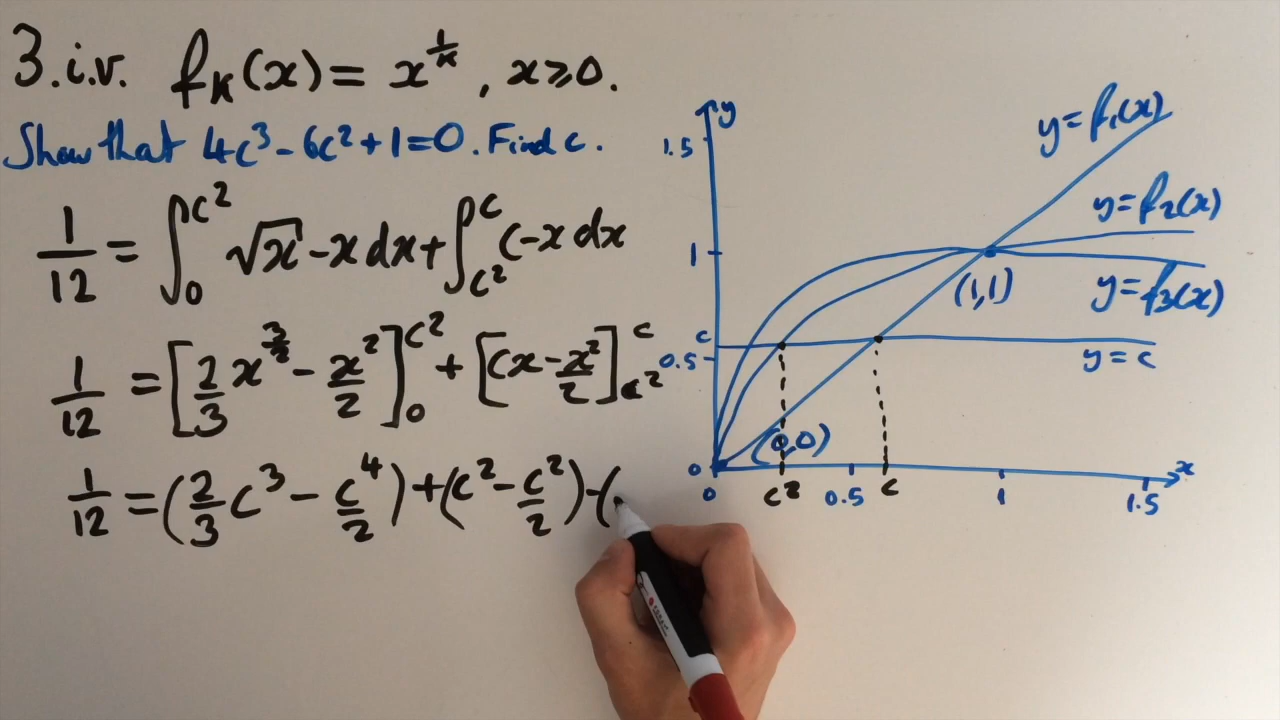 3.i.v. fₖ(x) = x^{1/k}, x≥0.
Show that 4c³ - 6c² + 1 = 0. Find c.
1/12 = ∫₀^{c²} √x - x dx + ∫_{c²}^{c} c - x dx
1/12 = [2/3 x^{3/2} - x²/2]₀^{c²} + [cx - x²/2]_{c²}^{c}
1/12 = (2/3 c³ - c⁴/2) + (c² - c²/2) - (
y
1.5
1
c
0.5
0
0
c²
0.5
c
1
1.5
x
y = f₁(x)
y = f₂(x)
(1,1)
y = f₃(x)
y = c
(0,0)